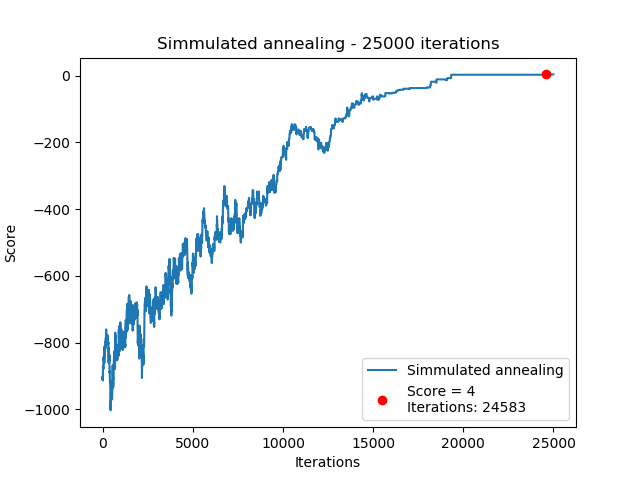 Simmulated annealing - 25000 iterations
0
−200
−400
−600
−800
−1000
Score
0
5000
10000
15000
20000
25000
Iterations
Simmulated annealing
Score = 4
Iterations: 24583